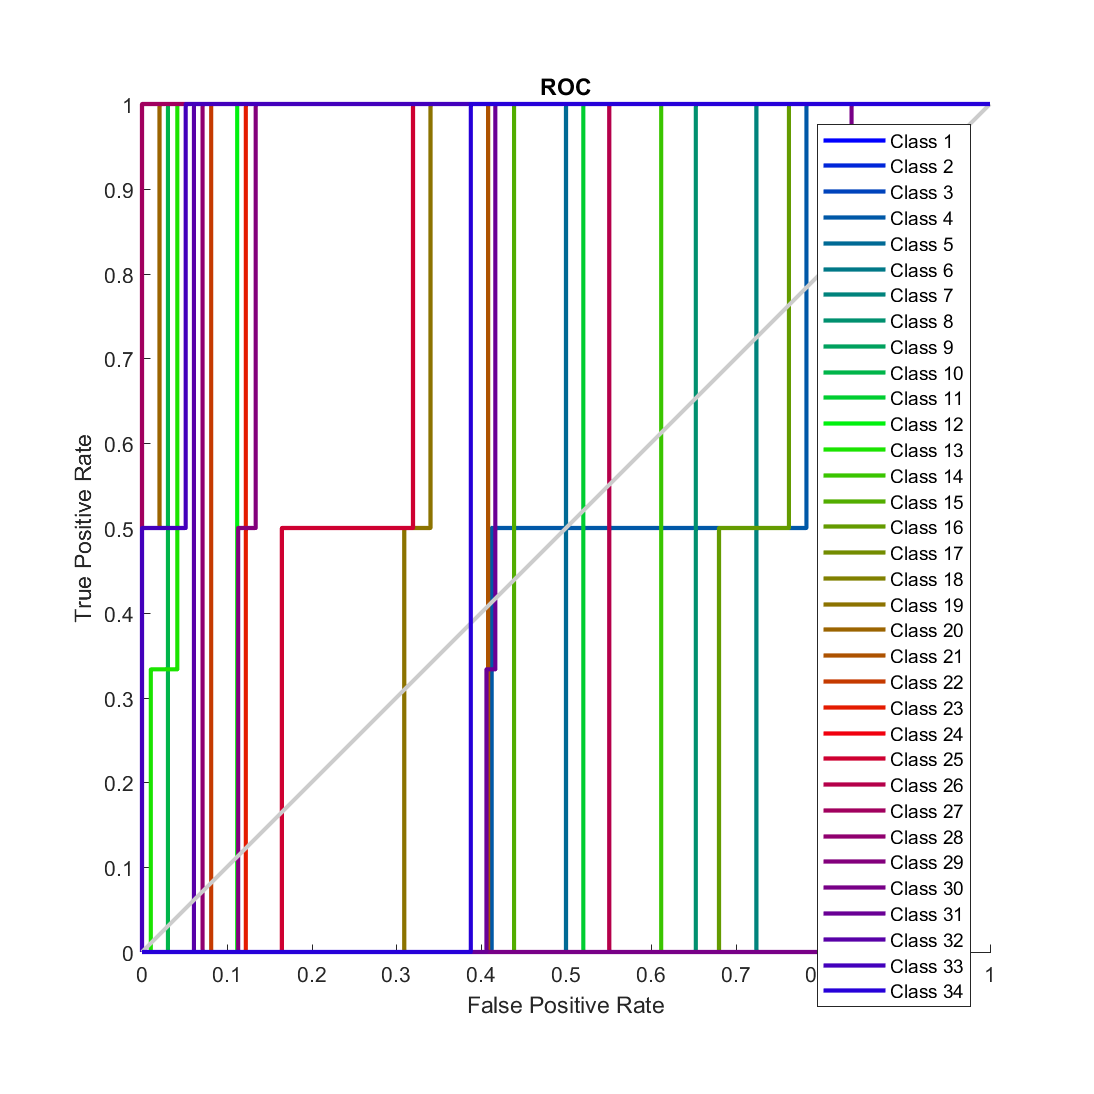 ROC
True Positive Rate
1
0.9
0.8
0.7
0.6
0.5
0.4
0.3
0.2
0.1
0
0 0.1 0.2 0.3 0.4 0.5 0.6 0.7 1
False Positive Rate
Class 1
Class 2
Class 3
Class 4
Class 5
Class 6
Class 7
Class 8
Class 9
Class 10
Class 11
Class 12
Class 13
Class 14
Class 15
Class 16
Class 17
Class 18
Class 19
Class 20
Class 21
Class 22
Class 23
Class 24
Class 25
Class 26
Class 27
Class 28
Class 29
Class 30
Class 31
Class 32
Class 33
Class 34